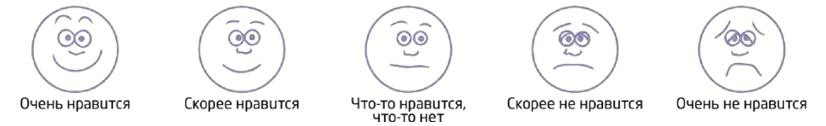 Очень нравится
Скорее нравится
Что-то нравится,
что-то нет
Скорее не нравится
Очень не нравится